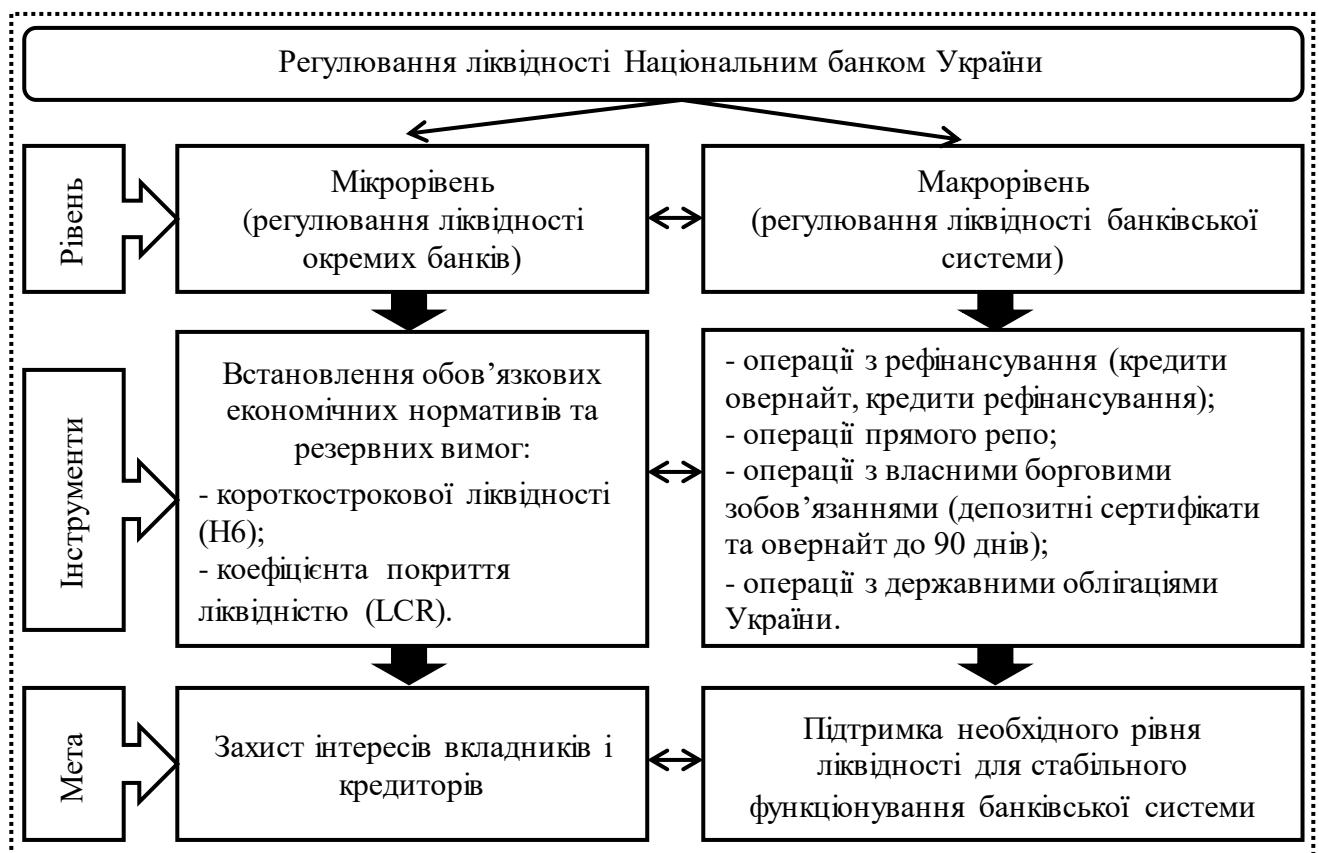 Регулювання ліквідності Національним банком України
Рівень
Мікрорівень
(регулювання ліквідності
окремих банків)
Макрорівень
(регулювання ліквідності банківської
системи)
Інструменти
Встановлення обов’язкових
економічних нормативів та
резервних вимог:
- короткострокової ліквідності
(Н6);
- коефіцієнта покриття
ліквідністю (LCR).
- операції з рефінансування (кредити
овернайт, кредити рефінансування);
- операції прямого репо;
- операції з власними борговими
зобов’язаннями (депозитні сертифікати
та овернайт до 90 днів);
- операції з державними облігаціями
України.
Мета
Захист інтересів вкладників і
кредиторів
Підтримка необхідного рівня
ліквідності для стабільного
функціонування банківської системи